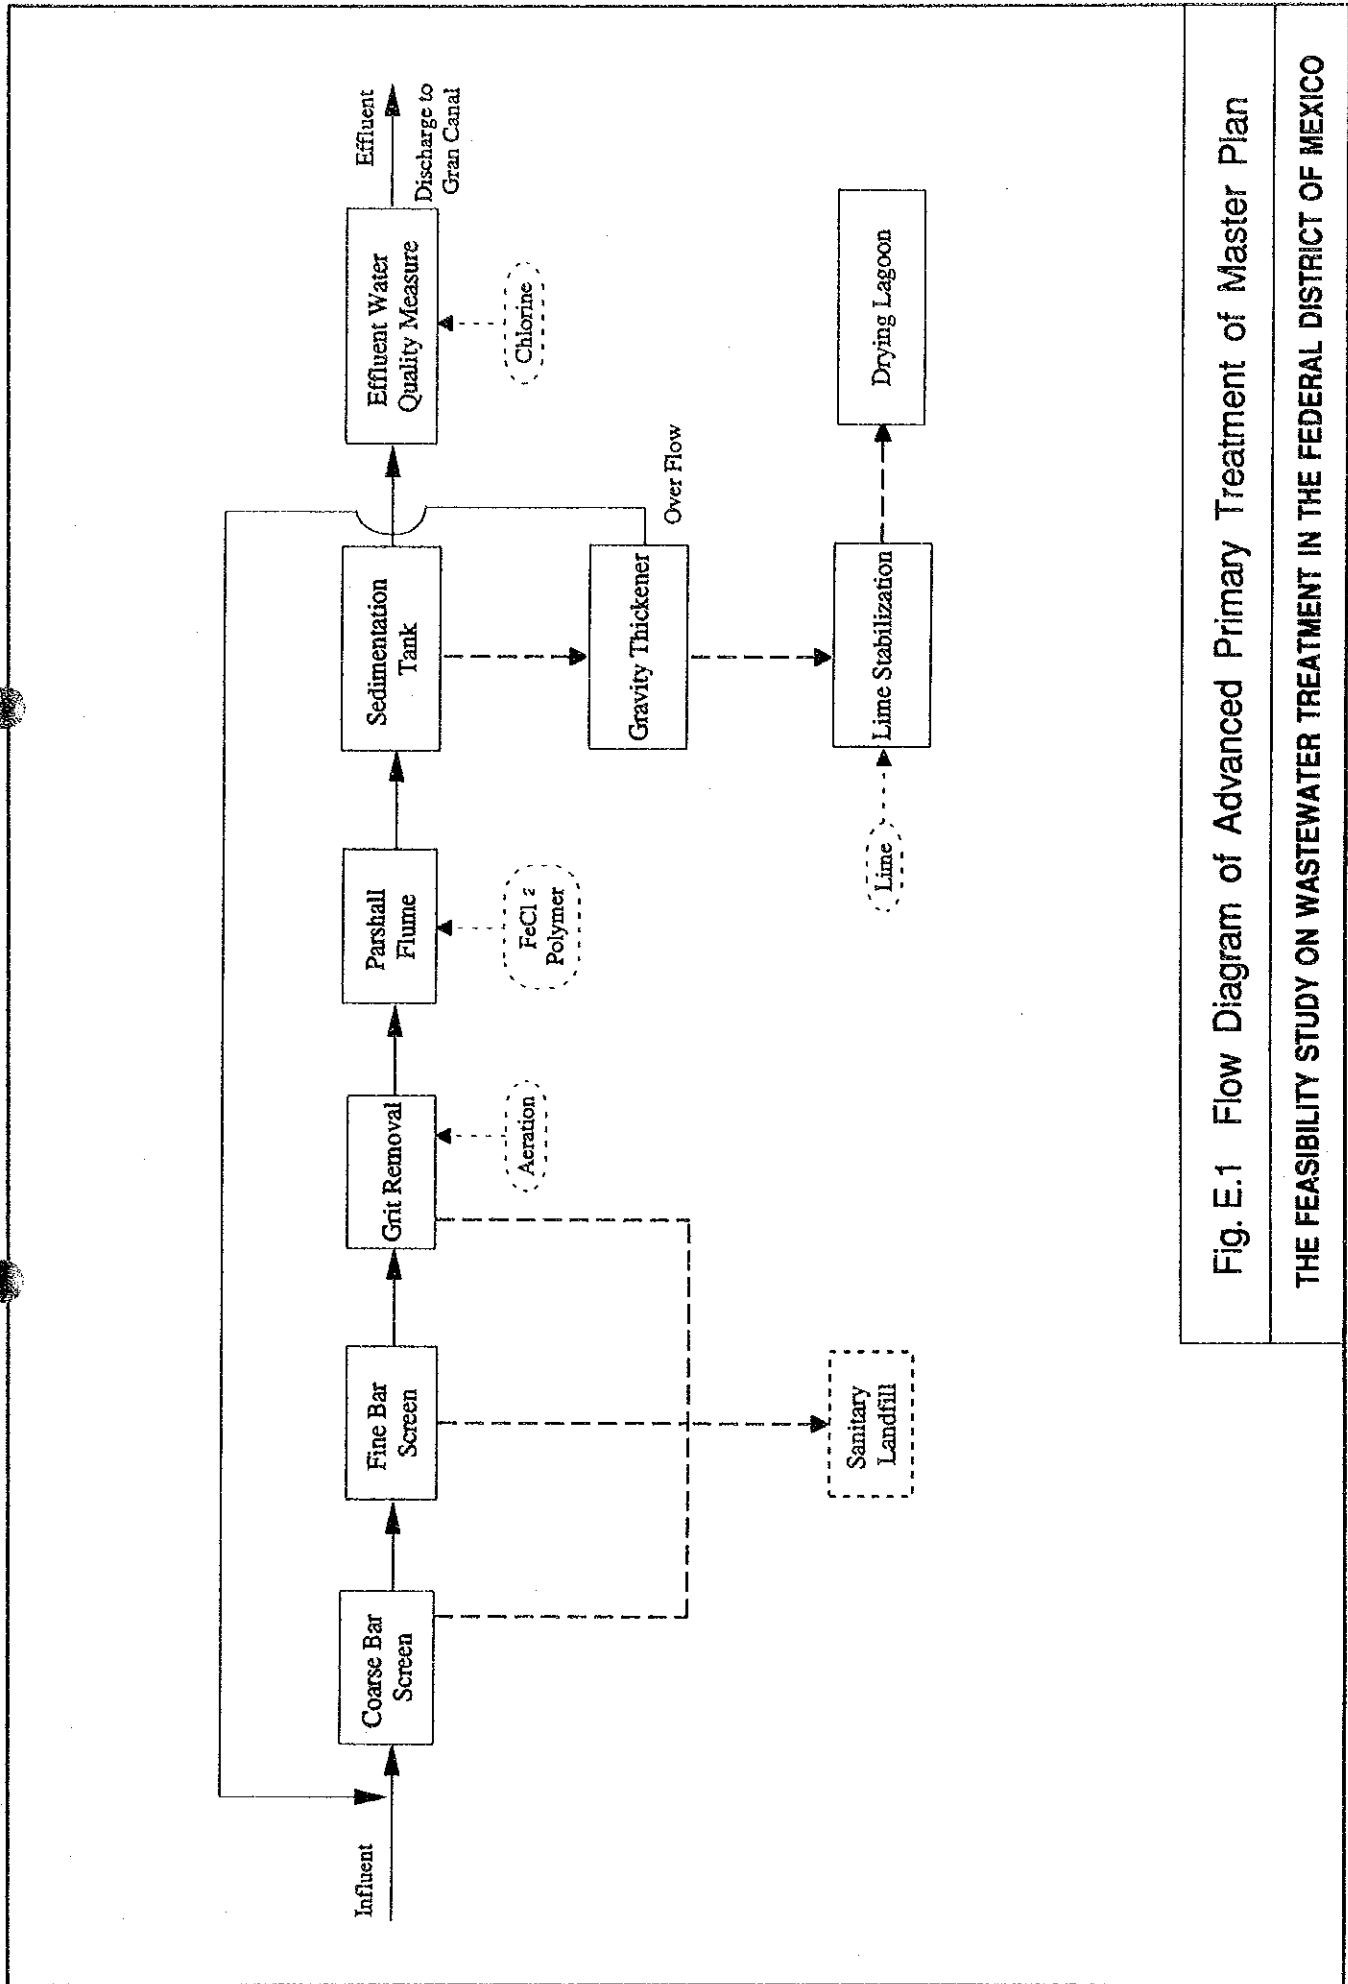 Influent
Coarse Bar
Screen
Fine Bar
Screen
Grit Removal
Parshall
Flume
Sedimentation
Tank
Effluent Water
Quality Measure
Effluent
Discharge to
Gran Canal
Aeration
FeCl 2
Polymer
Chlorine
Gravity Thickener
Over Flow
Sanitary
Landfill
Lime
Lime Stabilization
Drying Lagoon
Fig. E.1 Flow Diagram of Advanced Primary Treatment of Master Plan
THE FEASIBILITY STUDY ON WASTEWATER TREATMENT IN THE FEDERAL DISTRICT OF MEXICO